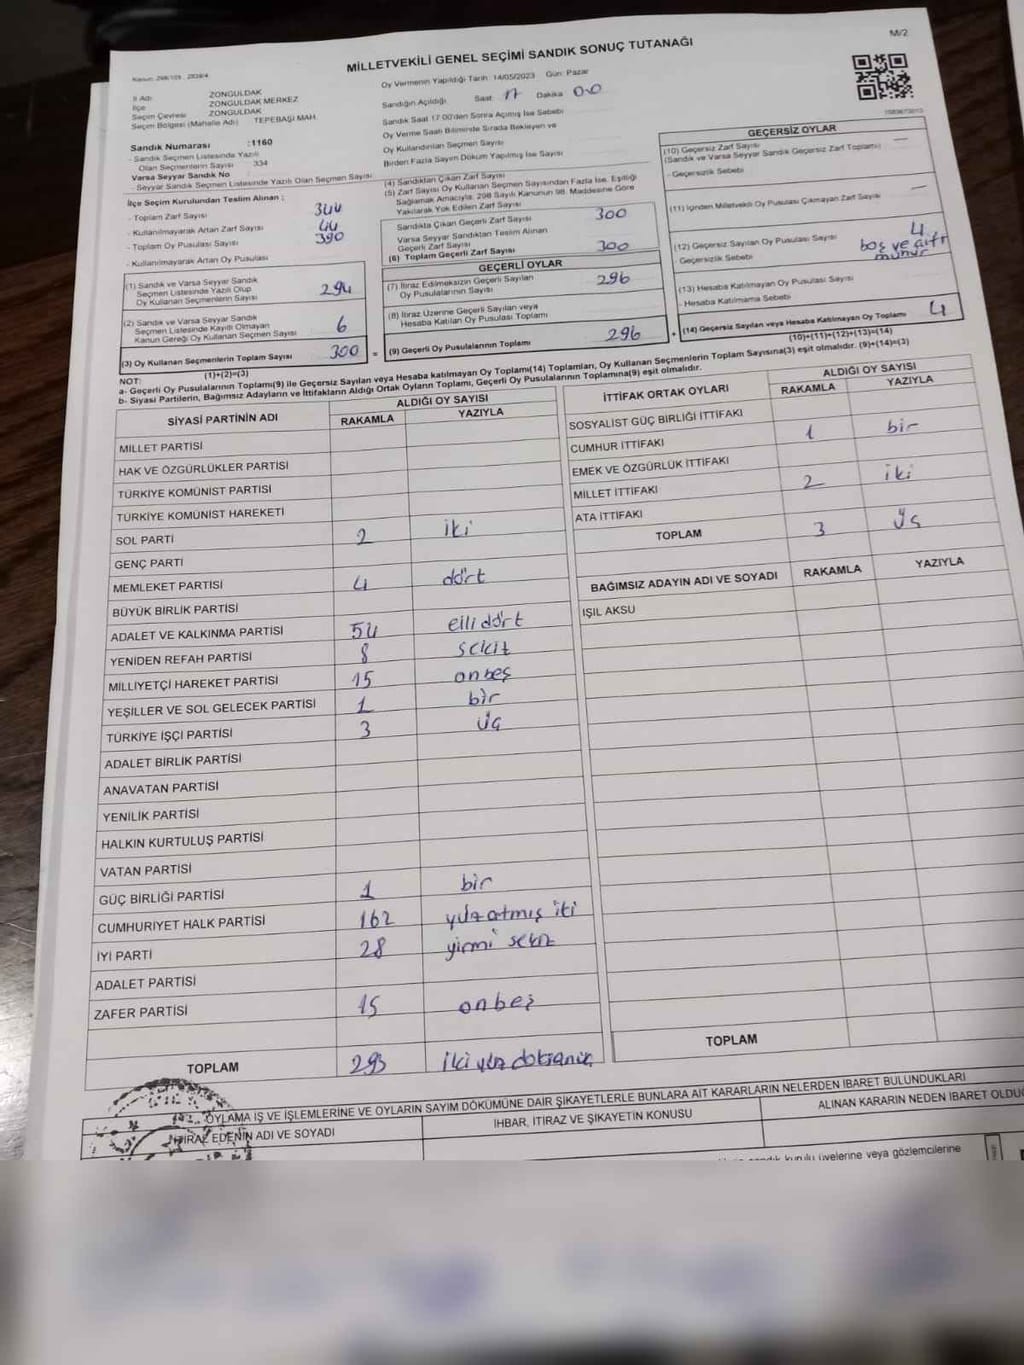 M/2
MİLLETVEKİLİ GENEL SEÇİMİ SANDIK SONUÇ TUTANAĞI
Oy Vermenin Yapıldığı Tarih: 14/05/2023 Gün: Pazar
İl Adı ZONGULDAK
İlçe ZONGULDAK MERKEZ
Seçim Çevresi ZONGULDAK
Seçim Bölgesi (Mahalle Adı) TEPEBAŞI MAH.
Sandık Numarası :1160
- Sandık Seçmen Listesinde Yazılı
Olan Seçmenlerin Sayısı 334
Varsa Seyyar Sandık No
- Seyyar Sandık Seçmen Listesinde Yazılı Olan Seçmen Sayısı
İlçe Seçim Kurulundan Teslim Alınan ;
- Toplam Zarf Sayısı 344
- Kullanılmayarak Artan Zarf Sayısı 44
- Toplam Oy Pusulası Sayısı 390
- Kullanılmayarak Artan Oy Pusulası
(1) Sandık ve Varsa Seyyar Sandık
Seçmen Listesinde Yazılı Olup
Oy Kullanan Seçmenlerin Sayısı 294
(2) Sandık ve Varsa Seyyar Sandık
Seçmen Listesinde Kayıtlı Olmayan
Kanun Gereği Oy Kullanan Seçmen Sayısı 6
(3) Oy Kullanan Seçmenlerin Toplam Sayısı 300
(1)+(2)=(3)
Sandığın Açıldığı Saat 17 Dakika 00
Sandık Saat 17.00'den Sonra Açılmış İse Sebebi
Oy Verme Saati Bitiminde Sırada Bekleyen ve
Oy Kullandırılan Seçmen Sayısı
Birden Fazla Sayım Döküm Yapılmış İse Sayısı
(4) Sandıktan Çıkan Zarf Sayısı
(5) Zarf Sayısı Oy Kullanan Seçmen Sayısından Fazla İse, Eşitliği
Sağlamak Amacıyla; 298 Sayılı Kanunun 98. Maddesine Göre
Yakılarak Yok Edilen Zarf Sayısı
Sandıkta Çıkan Geçerli Zarf Sayısı 300
Varsa Seyyar Sandıktan Teslim Alınan
Geçerli Zarf Sayısı
(6) Toplam Geçerli Zarf Sayısı 300
GEÇERLİ OYLAR
(7) İtiraz Edilmeksizin Geçerli Sayılan
Oy Pusulalarının Sayısı 296
(8) İtiraz Üzerine Geçerli Sayılan veya
Hesaba Katılan Oy Pusulası Toplamı
= (9) Geçerli Oy Pusulalarının Toplamı 296
GEÇERSİZ OYLAR
(10) Geçersiz Zarf Sayısı —
(Sandık ve Varsa Seyyar Sandık Geçersiz Zarf Toplamı)
- Geçersizlik Sebebi
(11) İçinden Milletvekili Oy Pusulası Çıkmayan Zarf Sayısı —
(12) Geçersiz Sayılan Oy Pusulası Sayısı 4
Geçersizlik Sebebi boş ve çift
mühür
(13) Hesaba Katılmayan Oy Pusulası Sayısı
- Hesaba Katılmama Sebebi
+ (14) Geçersiz Sayılan veya Hesaba Katılmayan Oy Toplamı 4
(10)+(11)+(12)+(13)=(14)
NOT:
a- Geçerli Oy Pusulalarının Toplamı(9) ile Geçersiz Sayılan veya Hesaba katılmayan Oy Toplamı(14) Toplamları, Oy Kullanan Seçmenlerin Toplam Sayısına(3) eşit olmalıdır. (9)+(14)=(3)
b- Siyasi Partilerin, Bağımsız Adayların ve İttifakların Aldığı Ortak Oyların Toplamı, Geçerli Oy Pusulalarının Toplamına(9) eşit olmalıdır.
SİYASİ PARTİNİN ADI ALDIĞI OY SAYISI
RAKAMLA YAZIYLA
MİLLET PARTİSİ
HAK VE ÖZGÜRLÜKLER PARTİSİ
TÜRKİYE KOMÜNİST PARTİSİ
TÜRKİYE KOMÜNİST HAREKETİ
SOL PARTİ 2 iki
GENÇ PARTİ
MEMLEKET PARTİSİ 4 dört
BÜYÜK BİRLİK PARTİSİ
ADALET VE KALKINMA PARTİSİ 54 ellidört
YENİDEN REFAH PARTİSİ 8 sekiz
MİLLİYETÇİ HAREKET PARTİSİ 15 onbeş
YEŞİLLER VE SOL GELECEK PARTİSİ 1 bir
TÜRKİYE İŞÇİ PARTİSİ 3 üç
ADALET BİRLİK PARTİSİ
ANAVATAN PARTİSİ
YENİLİK PARTİSİ
HALKIN KURTULUŞ PARTİSİ
VATAN PARTİSİ
GÜÇ BİRLİĞİ PARTİSİ 1 bir
CUMHURİYET HALK PARTİSİ 162 yüzatmış iki
İYİ PARTİ 28 yirmi sekiz
ADALET PARTİSİ
ZAFER PARTİSİ 15 onbeş
TOPLAM 293 ikiyüz doksanüç
İTTİFAK ORTAK OYLARI ALDIĞI OY SAYISI
RAKAMLA YAZIYLA
SOSYALİST GÜÇ BİRLİĞİ İTTİFAKI
CUMHUR İTTİFAKI 1 bir
EMEK VE ÖZGÜRLÜK İTTİFAKI
MİLLET İTTİFAKI 2 iki
ATA İTTİFAKI
TOPLAM 3 üç
BAĞIMSIZ ADAYIN ADI VE SOYADI RAKAMLA YAZIYLA
IŞIL AKSU
TOPLAM
OYLAMA İŞ VE İŞLEMLERİNE VE OYLARIN SAYIM DÖKÜMÜNE DAİR ŞİKAYETLERLE BUNLARA AİT KARARLARIN NELERDEN İBARET BULUNDUKLARI
İTİRAZ EDENİN ADI VE SOYADI İHBAR, İTİRAZ VE ŞİKAYETİN KONUSU ALINAN KARARIN NEDEN İBARET OLDUĞU
sandık kurulu üyelerine veya gözlemcilerine